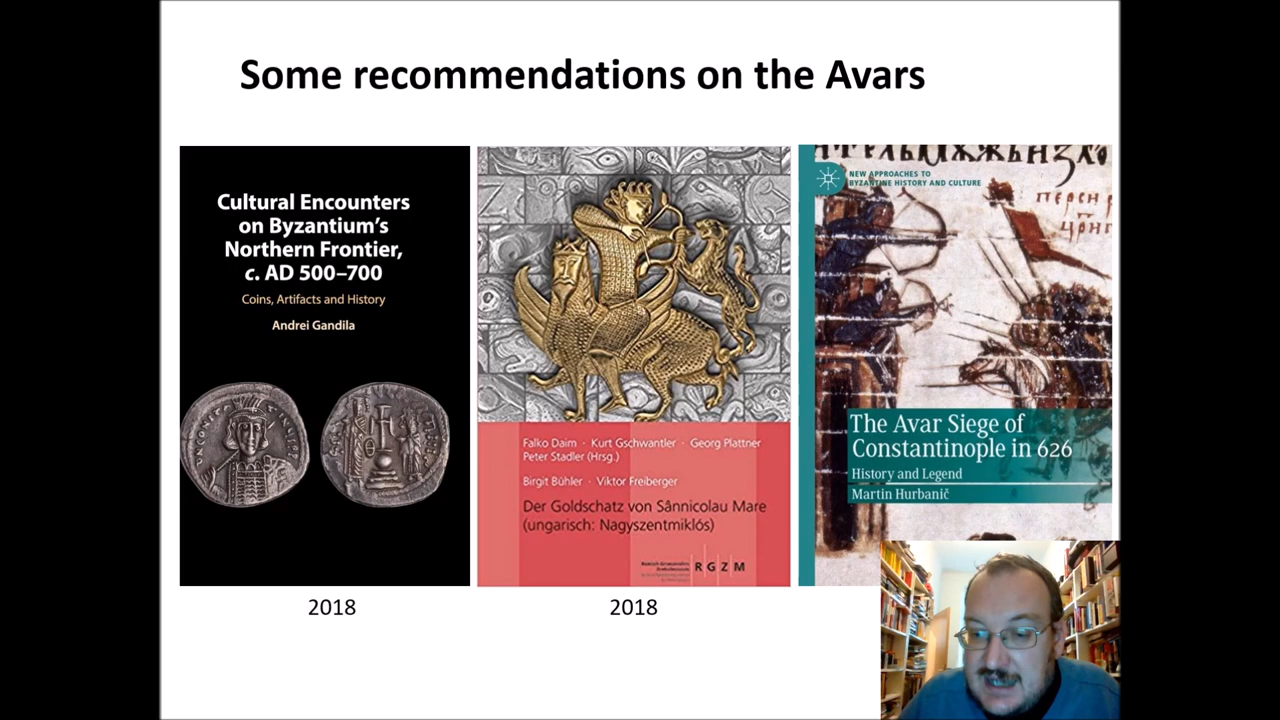 Some recommendations on the Avars
Cultural Encounters
on Byzantium's
Northern Frontier,
c. AD 500–700
Coins, Artifacts and History
Andrei Gandila
2018
Falko Daim · Kurt Gschwantler · Georg Plattner
Peter Stadler (Hrsg.)
Birgit Bühler · Viktor Freiberger
Der Goldschatz von Sânnicolau Mare
(ungarisch: Nagyszentmiklós)
R G Z M
2018
NEW APPROACHES TO
BYZANTINE HISTORY AND CULTURE
The Avar Siege of
Constantinople in 626
History and Legend
Martin Hurbanič